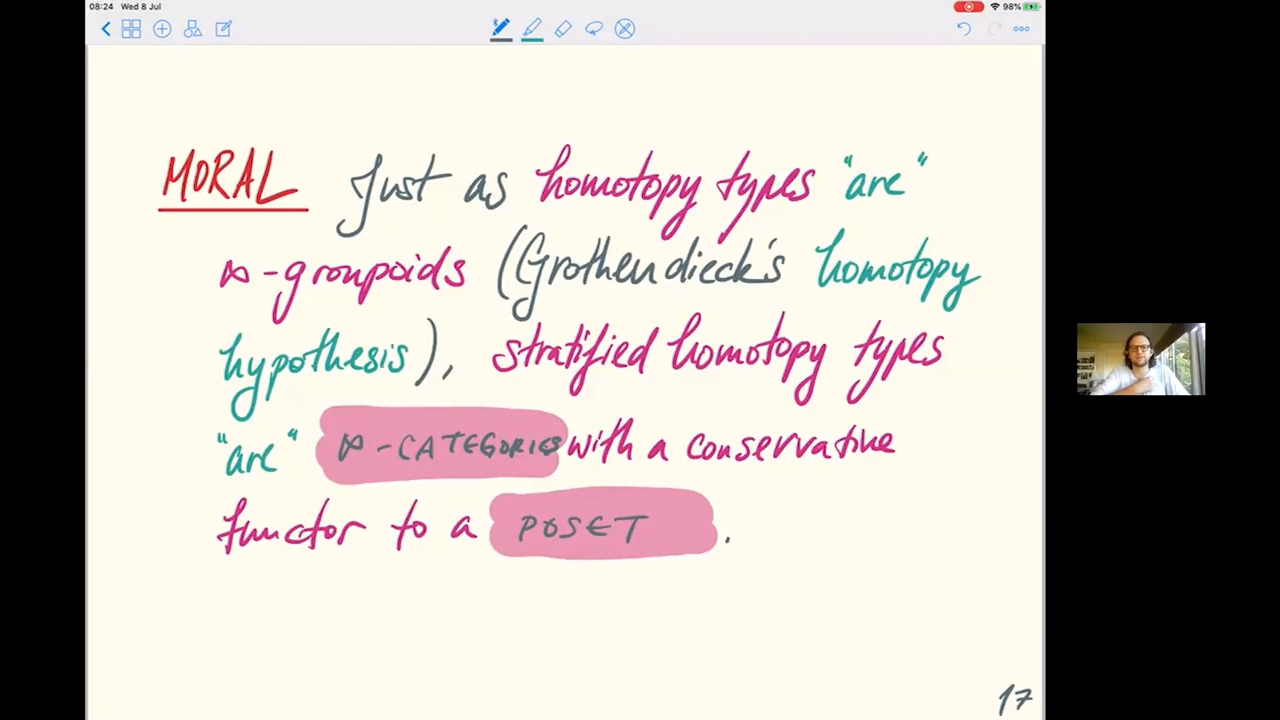 08:24 Wed 8 Jul 98%
MORAL Just as homotopy types "are"
∞-groupoids (Grothendieck's homotopy
hypothesis), stratified homotopy types
"are" ∞-CATEGORIES with a conservative
functor to a POSET.
17